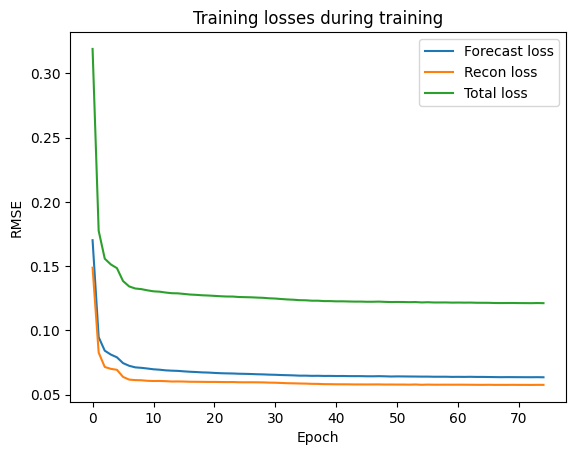 Training losses during training
Forecast loss
Recon loss
Total loss
RMSE
0.30
0.25
0.20
0.15
0.10
0.05
0 10 20 30 40 50 60 70
Epoch